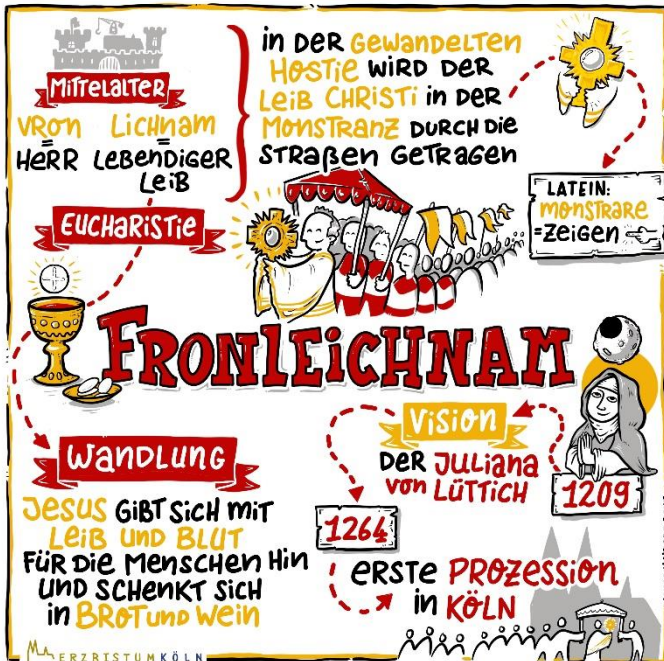 Mittelalter
VRon Lichnam
= =
HERR LEBENDIGER
LEIB
in DER GEWANDELTEN
HOSTIE WIRD DER
LEIB CHRISTI in DER
MONSTRANZ DURCH DIE
STRAßEN GETRAGEN
LATEIN:
monstrare
=ZEIGEN
EUCHARISTIE
FRONLEICHNAM
WANDLUNG
JESUS GIBT SICH MIT
LEIB UND BLUT
FÜR DIE MENSCHEN HIN
UND SCHENKT SICH
in BROT UND WEIN
VISION
DER JULIANA
von LÜTTICH
1209
1264
ERSTE PROZESSION
in KÖLN
ERZBISTUMKÖLN